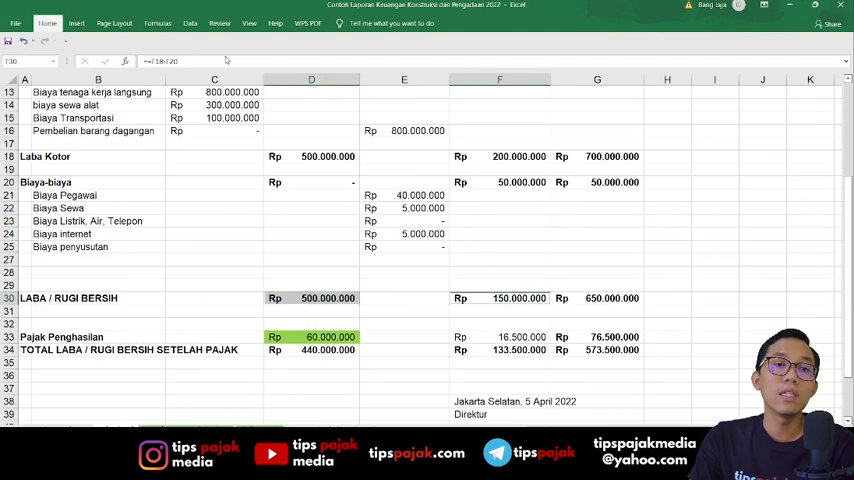 Contoh Laporan Keuangan Konstruksi dan Pengadaan 2022 - Excel
Bang Jaja
File Home Insert Page Layout Formulas Data Review View Help WPS PDF Tell me what you want to do Share
F30 =+F18-F20
A B C D E F G H I J K
13 Biaya tenaga kerja langsung Rp 800.000.000
14 biaya sewa alat Rp 300.000.000
15 Biaya Transportasi Rp 100.000.000
16 Pembelian barang dagangan Rp - Rp 800.000.000
17
18 Laba Kotor Rp 500.000.000 Rp 200.000.000 Rp 700.000.000
19
20 Biaya-biaya Rp - Rp 50.000.000 Rp 50.000.000
21 Biaya Pegawai Rp 40.000.000
22 Biaya Sewa Rp 5.000.000
23 Biaya Listrik, Air, Telepon Rp -
24 Biaya internet Rp 5.000.000
25 Biaya penyusutan Rp -
27
28
29
30 LABA / RUGI BERSIH Rp 500.000.000 Rp 150.000.000 Rp 650.000.000
31
32
33 Pajak Penghasilan Rp 60.000.000 Rp 16.500.000 Rp 76.500.000
34 TOTAL LABA / RUGI BERSIH SETELAH PAJAK Rp 440.000.000 Rp 133.500.000 Rp 573.500.000
35
36
37
38 Jakarta Selatan, 5 April 2022
39 Direktur
tips pajak media
tips pajak media
tipspajak.com
tipspajak
tipspajakmedia
@yahoo.com